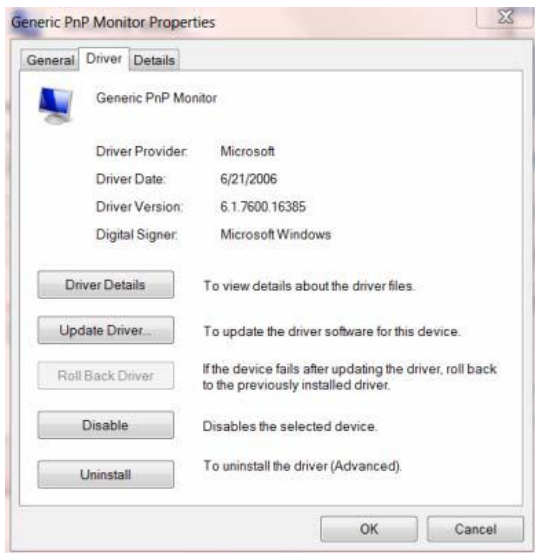 Generic PnP Monitor Properties
General Driver Details
Generic PnP Monitor
Driver Provider: Microsoft
Driver Date: 6/21/2006
Driver Version: 6.1.7600.16385
Digital Signer: Microsoft Windows
Driver Details To view details about the driver files.
Update Driver... To update the driver software for this device.
Roll Back Driver If the device fails after updating the driver, roll back
to the previously installed driver.
Disable Disables the selected device.
Uninstall To uninstall the driver (Advanced).
OK Cancel